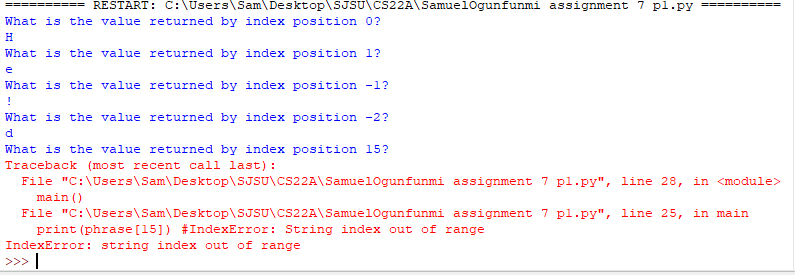 ========== RESTART: C:\Users\Sam\Desktop\SJSU\CS22A\SamuelOgunfunmi assignment 7 p1.py ==========
What is the value returned by index position 0?
H
What is the value returned by index position 1?
e
What is the value returned by index position -1?
!
What is the value returned by index position -2?
d
What is the value returned by index position 15?
Traceback (most recent call last):
  File "C:\Users\Sam\Desktop\SJSU\CS22A\SamuelOgunfunmi assignment 7 p1.py", line 28, in <module>
    main()
  File "C:\Users\Sam\Desktop\SJSU\CS22A\SamuelOgunfunmi assignment 7 p1.py", line 25, in main
    print(phrase[15]) #IndexError: String index out of range
IndexError: string index out of range
>>>